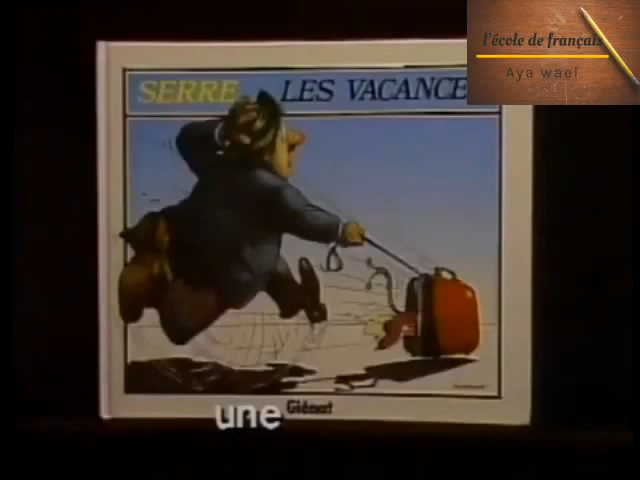 l'école de français
Aya wael
SERRE LES VACANCE
une
Glénat